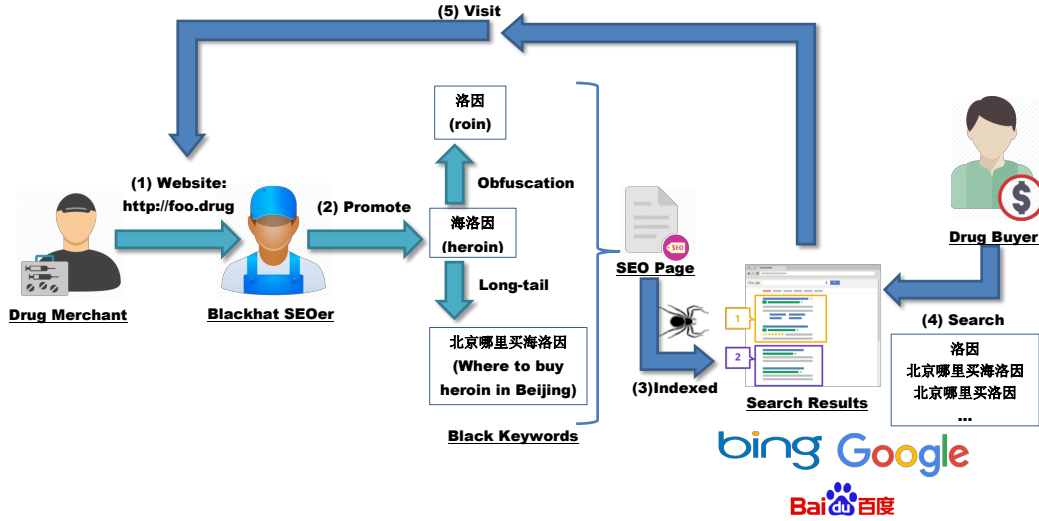 (5) Visit
洛因
(roin)
(1) Website:
http://foo.drug
Obfuscation
(2) Promote
海洛因
(heroin)
SEO
Drug Buyer
SEO Page
Long-tail
Google
Drug Merchant
Blackhat SEOer
1
(4) Search
北京哪里买海洛因
(Where to buy
heroin in Beijing)
2
洛因
北京哪里买海洛因
北京哪里买洛因
...
(3)Indexed
Search Results
Black Keywords
bing
Google
Bai du 百度